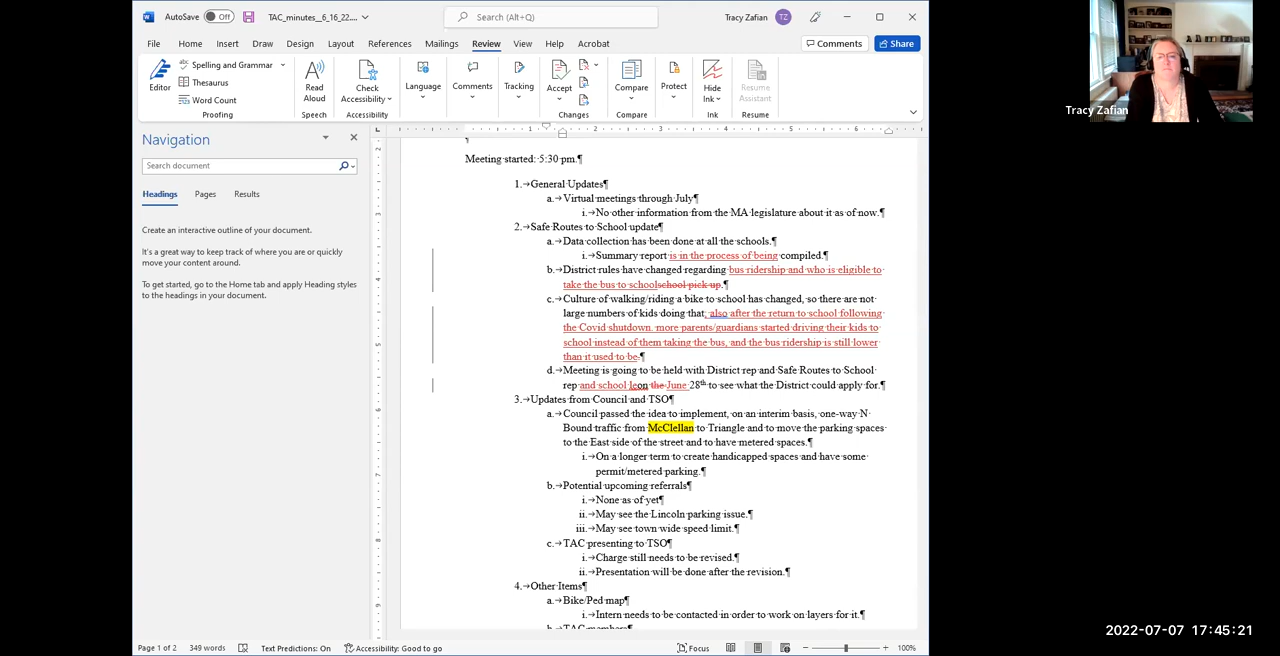 AutoSave Off TAC_minutes__6_16_22.... Search (Alt+Q) Tracy Zafian TZ
File Home Insert Draw Design Layout References Mailings Review View Help Acrobat Comments Share
Editor
Spelling and Grammar
Thesaurus
Word Count
Proofing
Read Aloud
Speech
Check Accessibility
Accessibility
Language
Comments
Tracking
Accept
Changes
Compare
Compare
Protect
Hide Ink
Ink
Resume Assistant
Resume
Tracy Zafian
Navigation
Search document
Headings Pages Results
Create an interactive outline of your document.
It's a great way to keep track of where you are or quickly
move your content around.
To get started, go to the Home tab and apply Heading styles
to the headings in your document.
1 2 3 4 5 6
¶
Meeting started: 5:30 pm.¶
1.→General Updates¶
a.→Virtual meetings through July¶
i.→No other information from the MA legislature about it as of now.¶
2.→Safe Routes to School update¶
a.→Data collection has been done at all the schools.¶
i.→Summary report is in the process of being compiled.¶
b.→District rules have changed regarding bus ridership and who is eligible to
take the bus to schoolschool pick up.¶
c.→Culture of walking/riding a bike to school has changed, so there are not
large numbers of kids doing that; also after the return to school following
the Covid shutdown. more parents/guardians started driving their kids to
school instead of them taking the bus, and the bus ridership is still lower
than it used to be.¶
d.→Meeting is going to be held with District rep and Safe Routes to School
rep and school leon the June 28th to see what the District could apply for.¶
3.→Updates from Council and TSO¶
a.→Council passed the idea to implement, on an interim basis, one-way N
Bound traffic from McClellan to Triangle and to move the parking spaces
to the East side of the street and to have metered spaces.¶
i.→On a longer term to create handicapped spaces and have some
permit/metered parking.¶
b.→Potential upcoming referrals¶
i.→None as of yet¶
ii.→May see the Lincoln parking issue.¶
iii.→May see town wide speed limit.¶
c.→TAC presenting to TSO¶
i.→Charge still needs to be revised.¶
ii.→Presentation will be done after the revision.¶
4.→Other Items¶
a.→Bike/Ped map¶
i.→Intern needs to be contacted in order to work on layers for it.¶
b.→TAC members¶
Page 1 of 2 349 words Text Predictions: On Accessibility: Good to go Focus 100%
2022-07-07 17:45:21